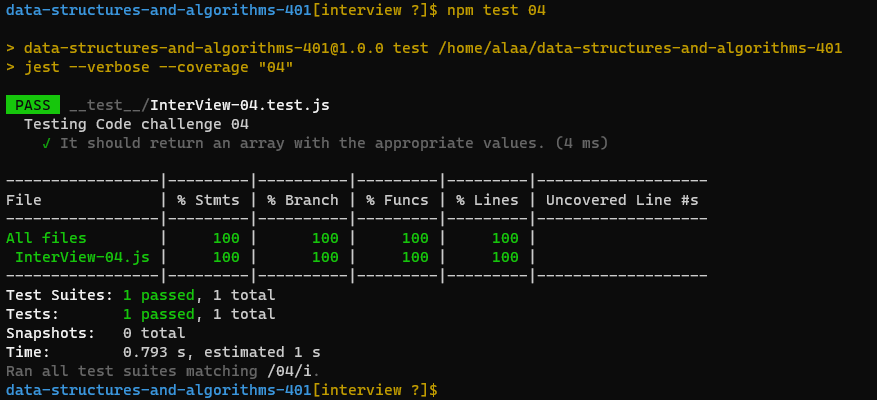 data-structures-and-algorithms-401[interview ?]$ npm test 04
> data-structures-and-algorithms-401@1.0.0 test /home/alaa/data-structures-and-algorithms-401
> jest --verbose --coverage "04"
PASS __test__/InterView-04.test.js
Testing Code challenge 04
✓ It should return an array with the appropriate values. (4 ms)
-----------------|---------|----------|---------|---------|-------------------
File             | % Stmts | % Branch | % Funcs | % Lines | Uncovered Line #s
-----------------|---------|----------|---------|---------|-------------------
All files        |     100 |      100 |     100 |     100 |
 InterView-04.js |     100 |      100 |     100 |     100 |
-----------------|---------|----------|---------|---------|-------------------
Test Suites: 1 passed, 1 total
Tests:       1 passed, 1 total
Snapshots:   0 total
Time:        0.793 s, estimated 1 s
Ran all test suites matching /04/i.
data-structures-and-algorithms-401[interview ?]$